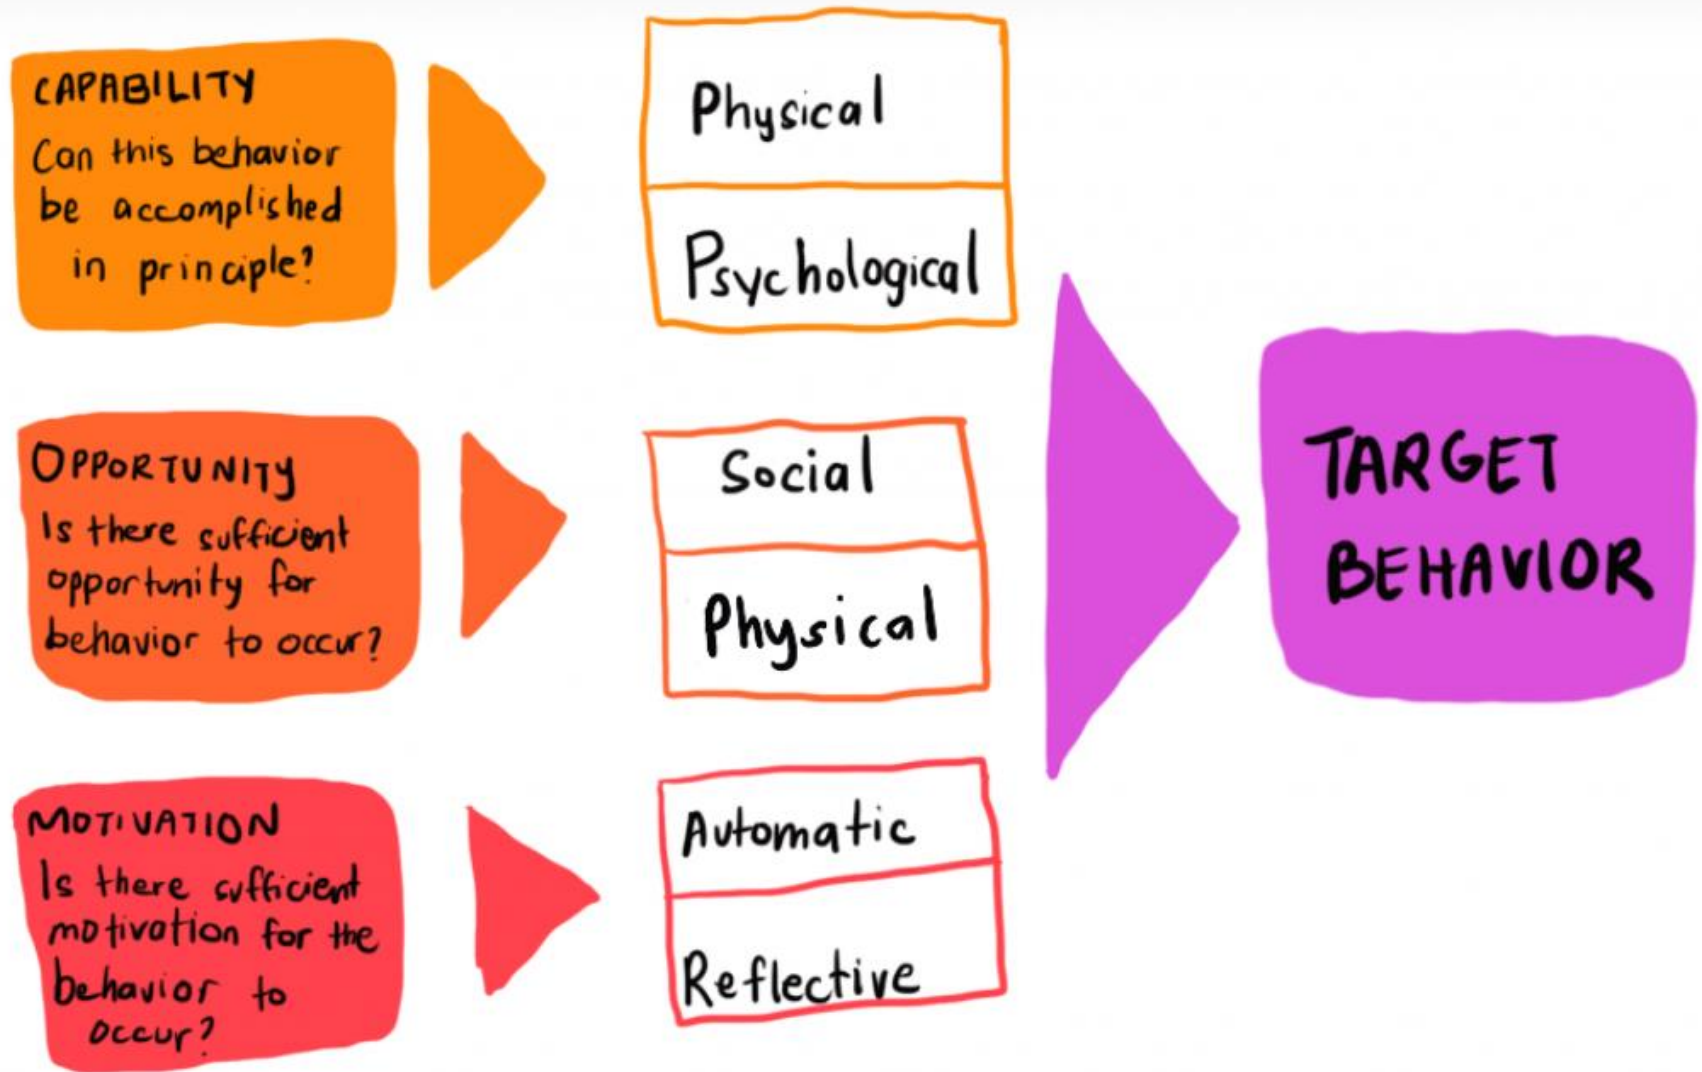 CAPABILITY
Can this behavior
be accomplished
in principle?
Physical
Psychological
OPPORTUNITY
Is there sufficient
opportunity for
behavior to occur?
Social
Physical
MOTIVATION
Is there sufficient
motivation for the
behavior to
occur?
Automatic
Reflective
TARGET
BEHAVIOR